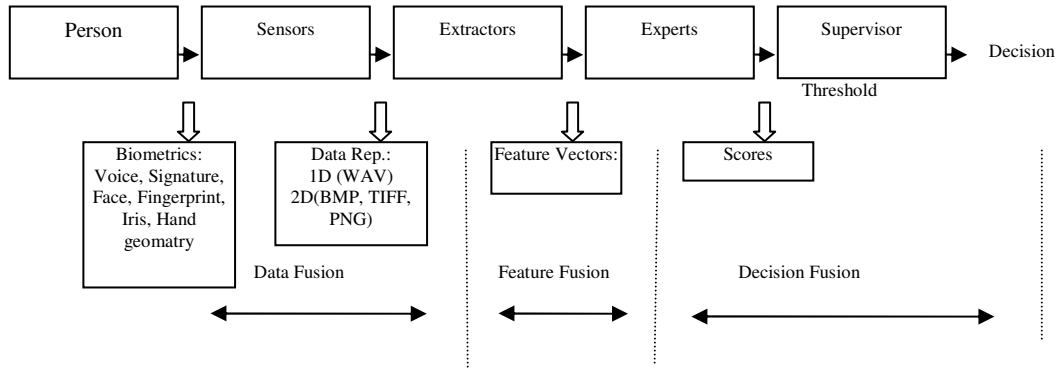 Person
Sensors
Extractors
Experts
Supervisor
Decision
Threshold
Biometrics:
Voice, Signature,
Face, Fingerprint,
Iris, Hand
geomatry
Data Rep.:
1D (WAV)
2D(BMP, TIFF,
PNG)
Feature Vectors:
Scores
Data Fusion
Feature Fusion
Decision Fusion